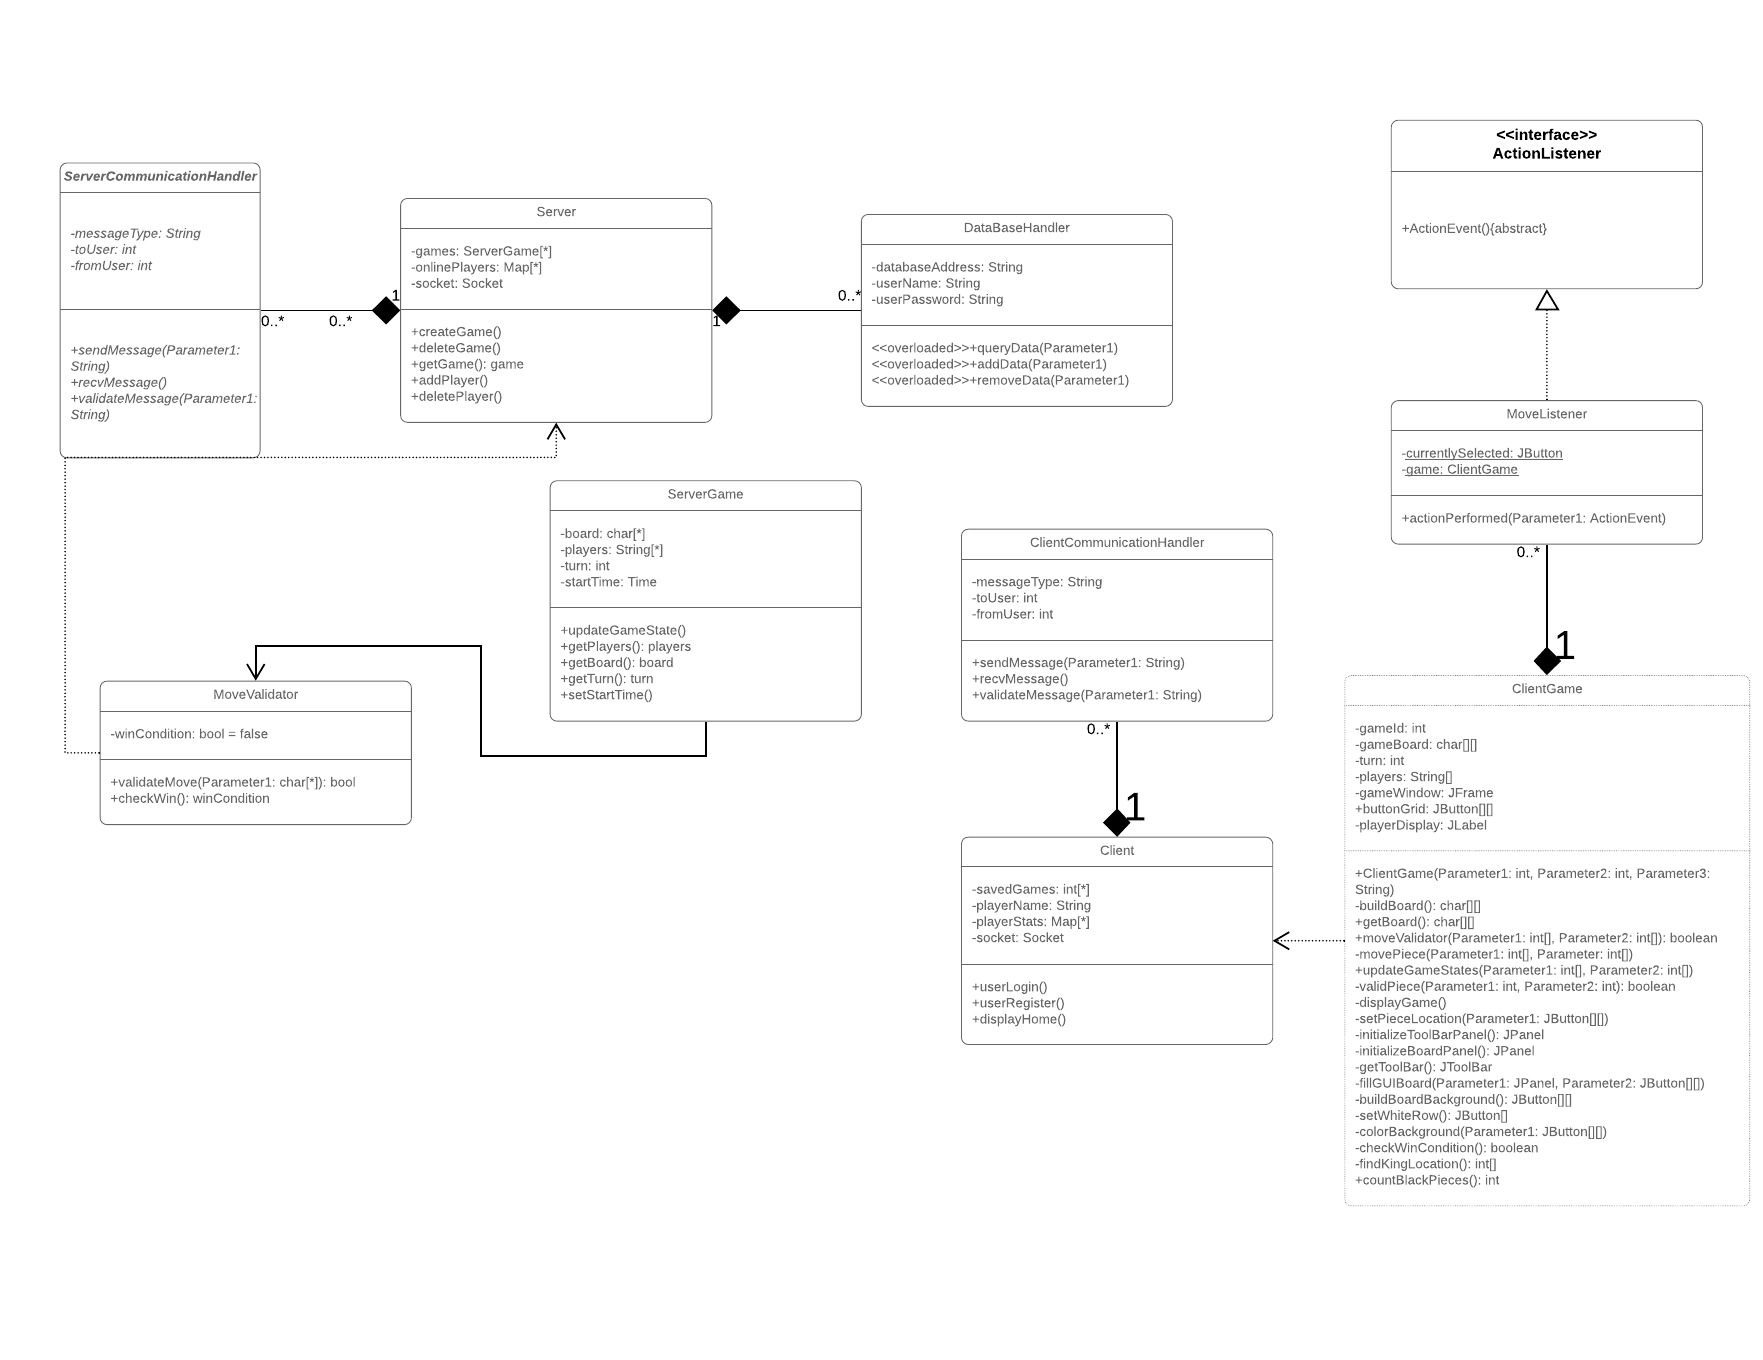 ServerCommunicationHandler
-messageType: String
-toUser: int
-fromUser: int
+sendMessage(Parameter1:
String)
+recvMessage()
+validateMessage(Parameter1:
String)
0..*
0..*
1
Server
-games: ServerGame[*]
-onlinePlayers: Map[*]
-socket: Socket
+createGame()
+deleteGame()
+getGame(): game
+addPlayer()
+deletePlayer()
1
0..*
DataBaseHandler
-databaseAddress: String
-userName: String
-userPassword: String
<<overloaded>>+queryData(Parameter1)
<<overloaded>>+addData(Parameter1)
<<overloaded>>+removeData(Parameter1)
<<interface>>
ActionListener
+ActionEvent(){abstract}
MoveListener
-currentlySelected: JButton
-game: ClientGame
+actionPerformed(Parameter1: ActionEvent)
0..*
1
ServerGame
-board: char[*]
-players: String[*]
-turn: int
-startTime: Time
+updateGameState()
+getPlayers(): players
+getBoard(): board
+getTurn(): turn
+setStartTime()
MoveValidator
-winCondition: bool = false
+validateMove(Parameter1: char[*]): bool
+checkWin(): winCondition
ClientCommunicationHandler
-messageType: String
-toUser: int
-fromUser: int
+sendMessage(Parameter1: String)
+recvMessage()
+validateMessage(Parameter1: String)
0..*
1
Client
-savedGames: int[*]
-playerName: String
-playerStats: Map[*]
-socket: Socket
+userLogin()
+userRegister()
+displayHome()
ClientGame
-gameId: int
-gameBoard: char[][]
-turn: int
-players: String[]
-gameWindow: JFrame
+buttonGrid: JButton[][]
-playerDisplay: JLabel
+ClientGame(Parameter1: int, Parameter2: int, Parameter3:
String)
-buildBoard(): char[][]
+getBoard(): char[][]
+moveValidator(Parameter1: int[], Parameter2: int[]): boolean
-movePiece(Parameter1: int[], Parameter: int[])
+updateGameStates(Parameter1: int[], Parameter2: int[])
-validPiece(Parameter1: int, Parameter2: int): boolean
-displayGame()
-setPieceLocation(Parameter1: JButton[][])
-initializeToolBarPanel(): JPanel
-initializeBoardPanel(): JPanel
-getToolBar(): JToolBar
-fillGUIBoard(Parameter1: JPanel, Parameter2: JButton[][])
-buildBoardBackground(): JButton[][]
-setWhiteRow(): JButton[]
-colorBackground(Parameter1: JButton[][])
-checkWinCondition(): boolean
-findKingLocation(): int[]
+countBlackPieces(): int